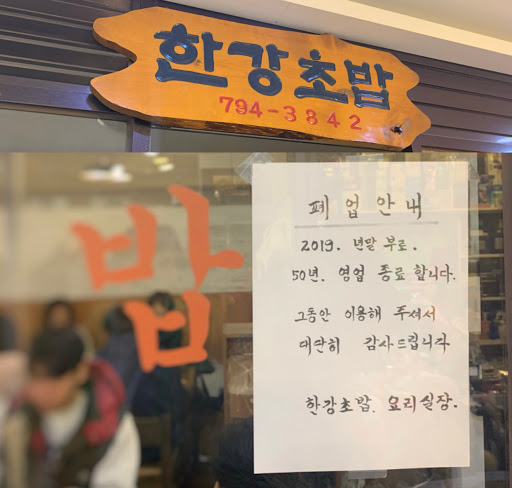 한강초밥
794-3842
밥
폐업안내
2019. 년말 부로.
50년. 영업 종료 합니다.
그동안 이용해 주셔서
대단히 감사드립니다
한강초밥. 요리실장.